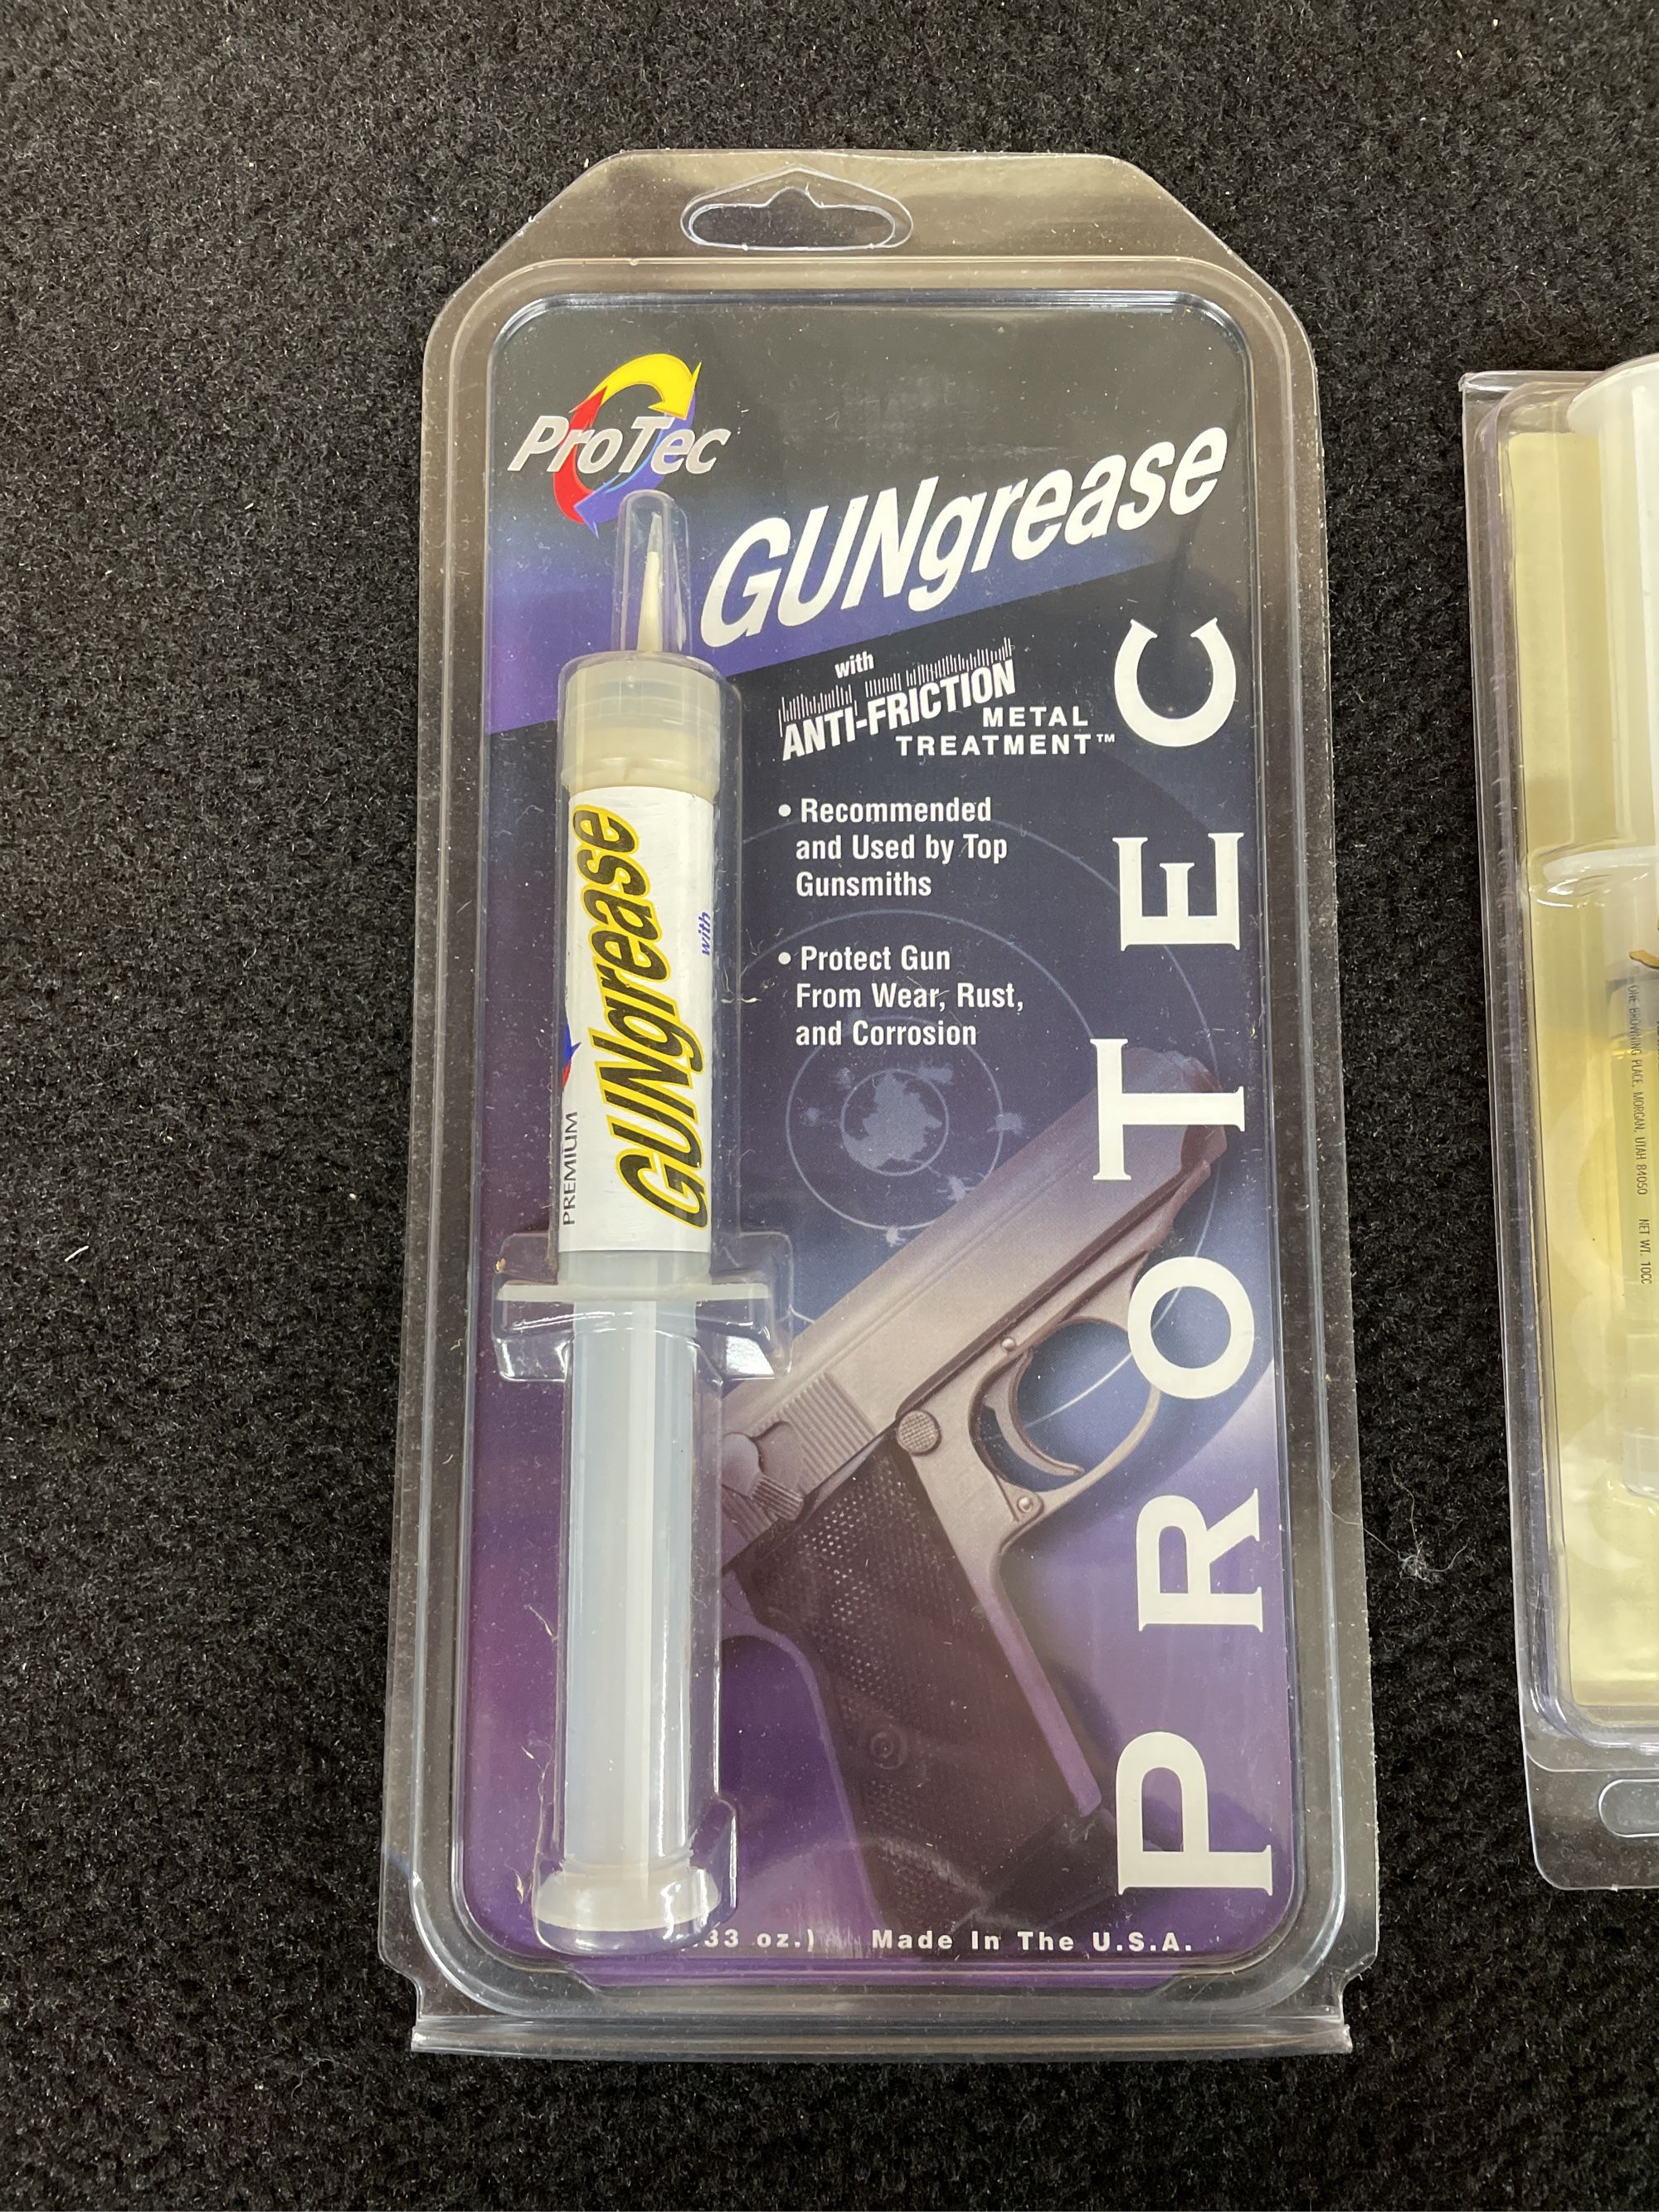 ProTec
GUNgrease
with
ANTI-FRICTION
METAL
TREATMENT™
• Recommended
and Used by Top
Gunsmiths
• Protect Gun
From Wear, Rust,
and Corrosion
PROTEC
PREMIUM
GUNgrease
with
33 oz.) Made In The U.S.A.
ONE BROWNING PLACE, MORGAN, UTAH 84050 NET WT. 10CC